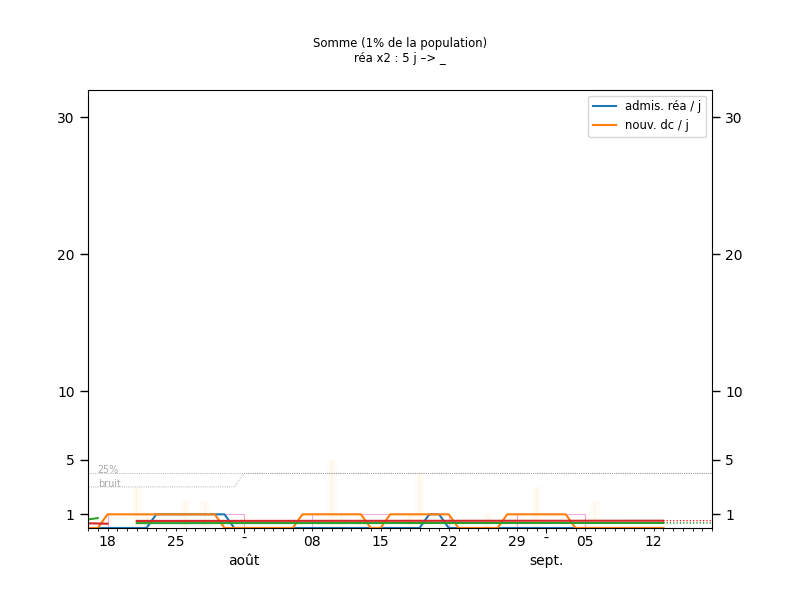 Somme (1% de la population)
réa x2 : 5 j –> _
admis. réa / j
nouv. dc / j
30 30
20 20
10 10
5 5
25%
bruit
1 1
18 25 - 08 15 22 29 - 05 12
août sept.